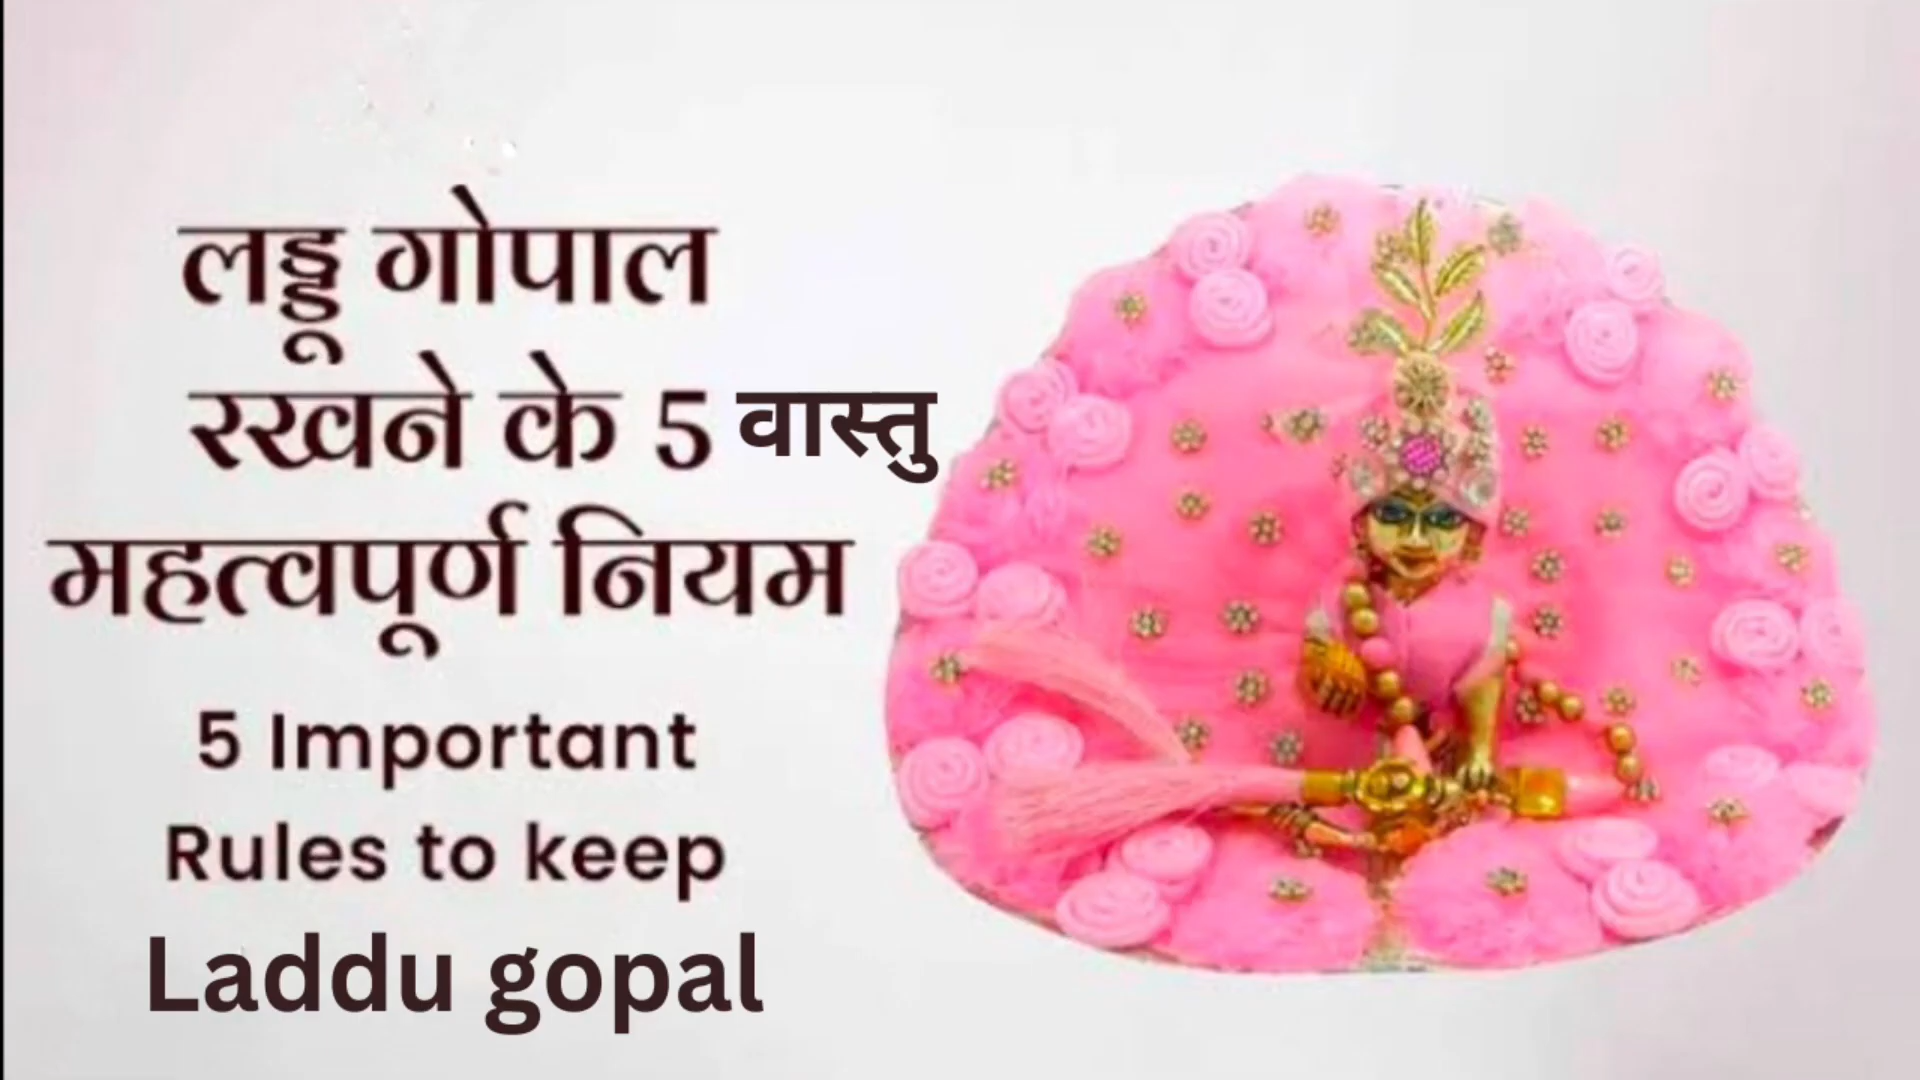 लड्डू गोपाल
रखने के 5 वास्तु
महत्वपूर्ण नियम
5 Important
Rules to keep
Laddu gopal